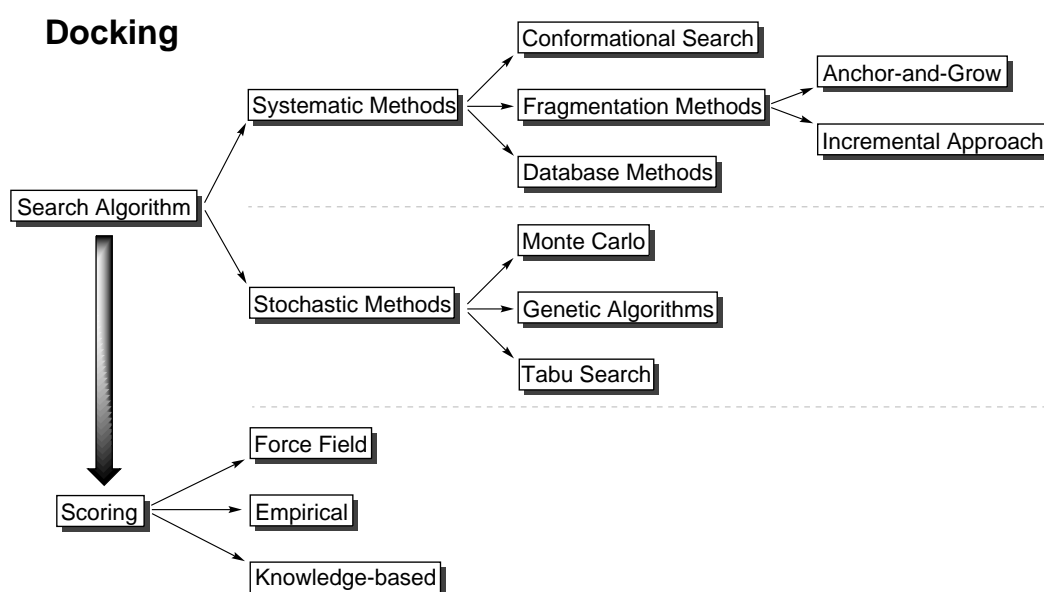 Docking
Conformational Search
Anchor-and-Grow
Systematic Methods
Fragmentation Methods
Incremental Approach
Database Methods
Search Algorithm
Monte Carlo
Stochastic Methods
Genetic Algorithms
Tabu Search
Force Field
Scoring
Empirical
Knowledge-based